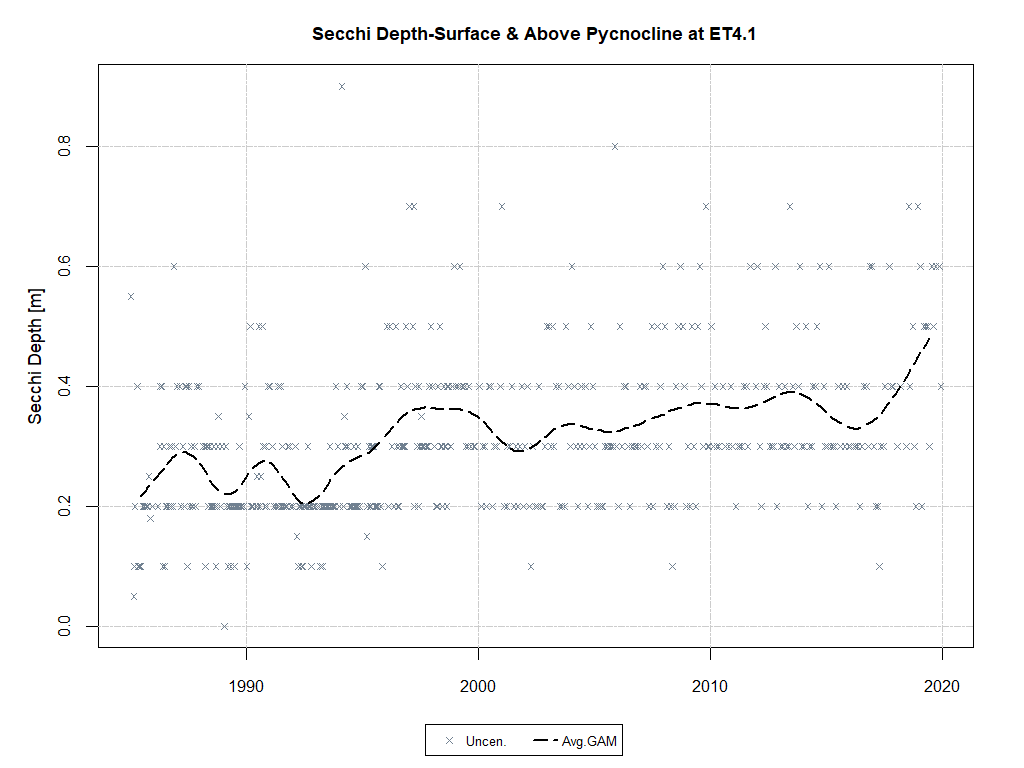 Secchi Depth-Surface & Above Pycnocline at ET4.1
Secchi Depth [m]
0.8
0.6
0.4
0.2
0.0
1990 2000 2010 2020
Uncen. Avg.GAM